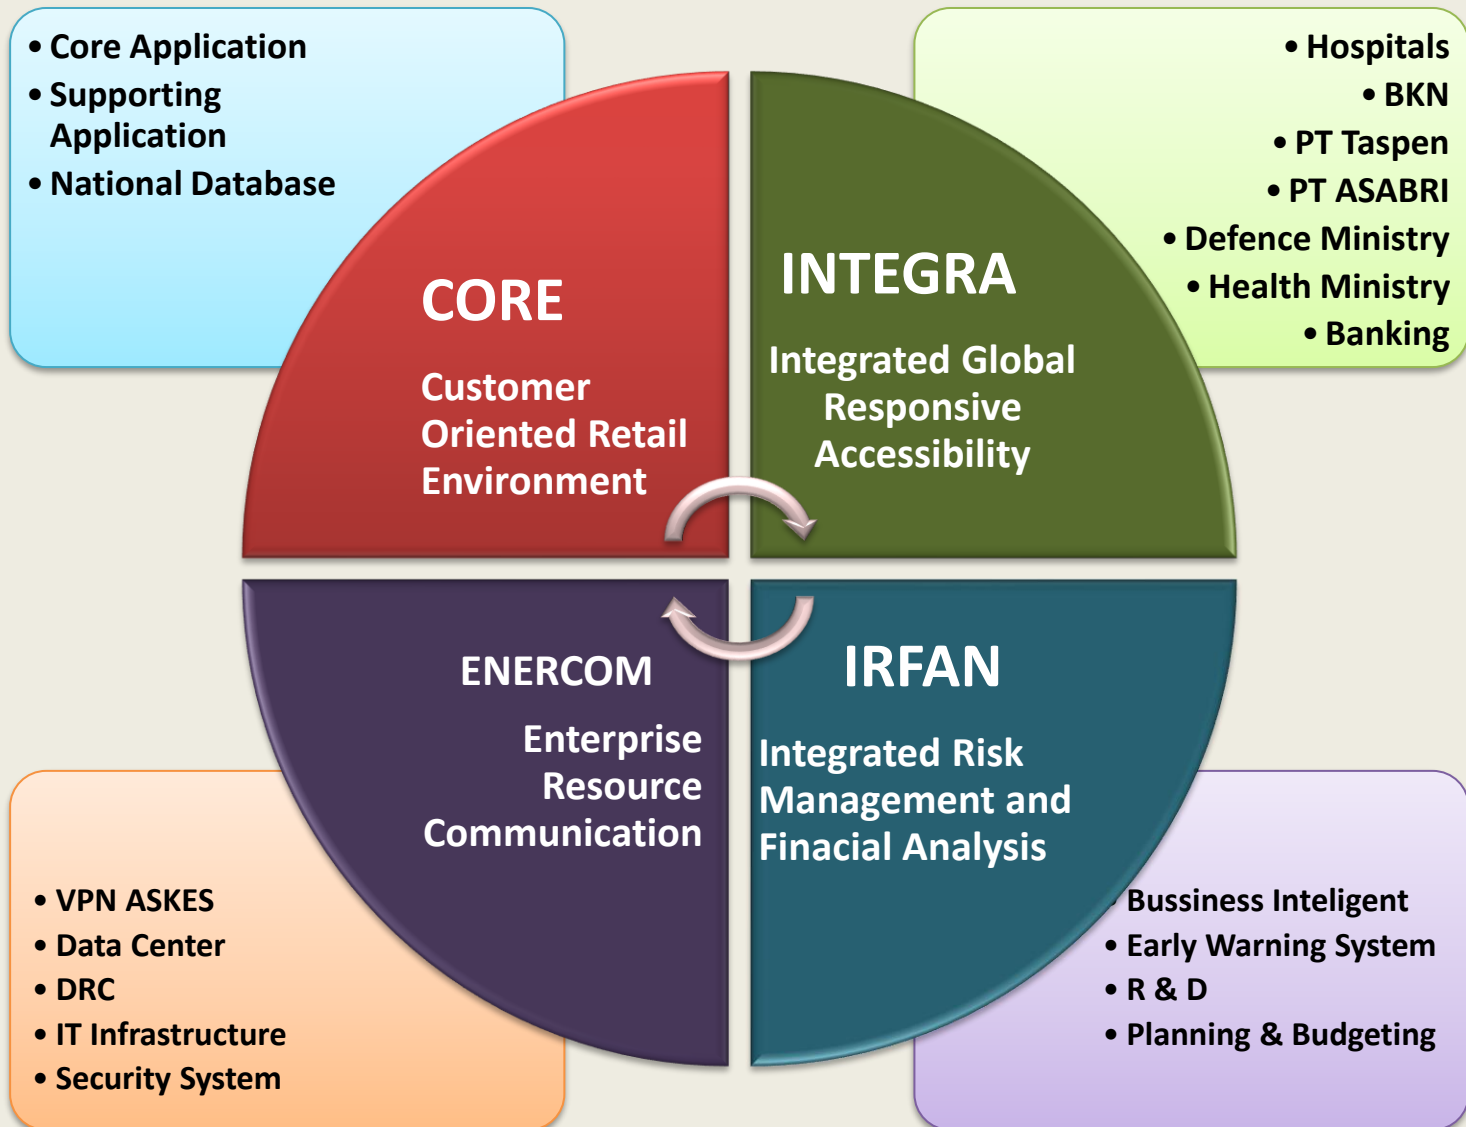 • Core Application
• Supporting
Application
• National Database
• Hospitals
• BKN
• PT Taspen
• PT ASABRI
• Defence Ministry
• Health Ministry
• Banking
CORE
Customer
Oriented Retail
Environment
INTEGRA
Integrated Global
Responsive
Accessibility
ENERCOM
Enterprise
Resource
Communication
IRFAN
Integrated Risk
Management and
Finacial Analysis
• VPN ASKES
• Data Center
• DRC
• IT Infrastructure
• Security System
• Bussiness Inteligent
• Early Warning System
• R & D
• Planning & Budgeting